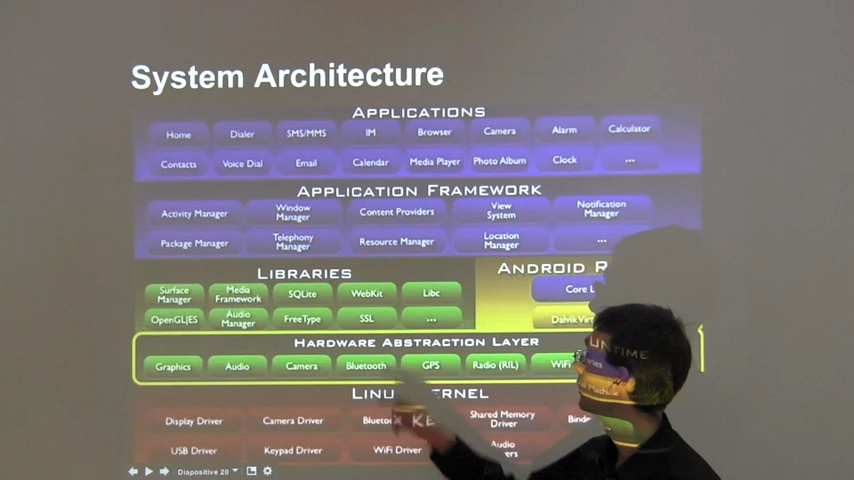 System Architecture
APPLICATIONS
Home Dialer SMS/MMS IM Browser Camera Alarm Calculator
Contacts Voice Dial Email Calendar Media Player Photo Album Clock ...
APPLICATION FRAMEWORK
Activity Manager Window Manager Content Providers View System Notification Manager
Package Manager Telephony Manager Resource Manager Location Manager ...
LIBRARIES
Surface Manager Media Framework SQLite WebKit Libc
OpenGL|ES Audio Manager FreeType SSL ...
ANDROID RUNTIME
Core
HARDWARE ABSTRACTION LAYER
Graphics Audio Camera Bluetooth GPS Radio (RIL) WiFi ...
LINUX KERNEL
Display Driver Camera Driver Shared Memory Driver
USB Driver Keypad Driver WiFi Driver Audio
Diapositive 20